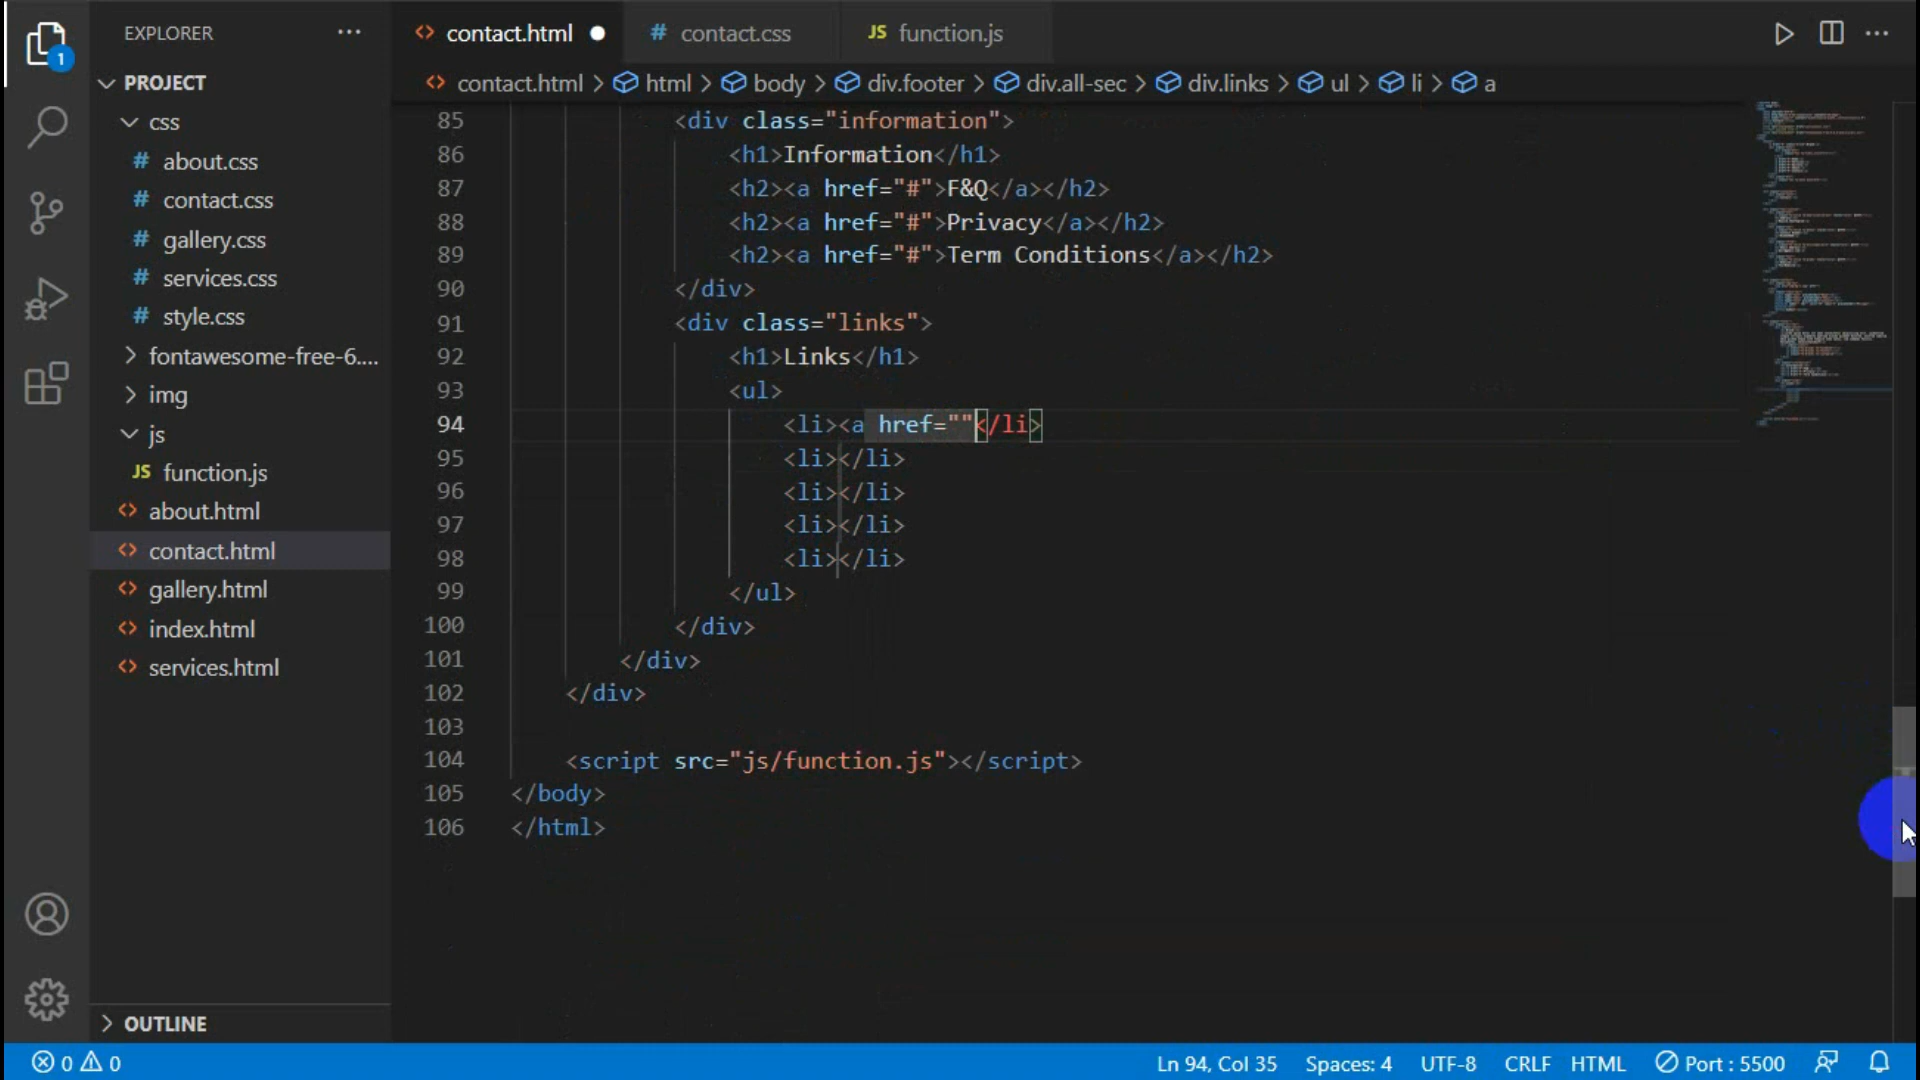 EXPLORER
1
PROJECT
css
# about.css
# contact.css
# gallery.css
# services.css
# style.css
fontawesome-free-6....
img
js
JS function.js
<> about.html
<> contact.html
<> gallery.html
<> index.html
<> services.html
OUTLINE
<> contact.html
# contact.css
JS function.js
<> contact.html > html > body > div.footer > div.all-sec > div.links > ul > li > a
85 <div class="information">
86 <h1>Information</h1>
87 <h2><a href="#">F&Q</a></h2>
88 <h2><a href="#">Privacy</a></h2>
89 <h2><a href="#">Term Conditions</a></h2>
90 </div>
91 <div class="links">
92 <h1>Links</h1>
93 <ul>
94 <li><a href=""</li>
95 <li></li>
96 <li></li>
97 <li></li>
98 <li></li>
99 </ul>
100 </div>
101 </div>
102 </div>
103
104 <script src="js/function.js"></script>
105 </body>
106 </html>
0 0 Ln 94, Col 35 Spaces: 4 UTF-8 CRLF HTML Port : 5500